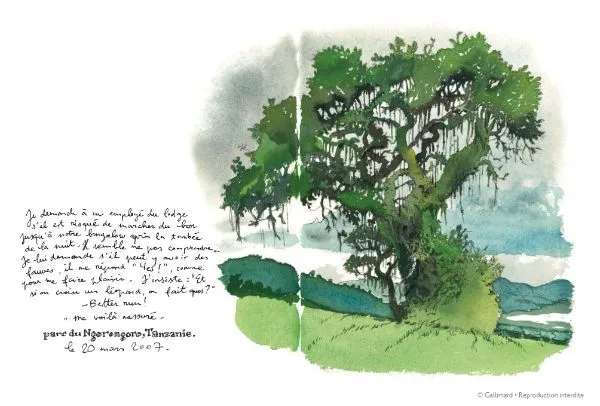 Je demande à un employé du lodge
s'il est risqué de marcher du bar
jusqu'à notre bungalow après la tombée
de la nuit. Il semble ne pas comprendre...
Je lui demande s'il peut y avoir des
fauves, il me répond "Yes!", comme
pour me faire plaisir. J'insiste: "Et
si on croise un léopard, on fait quoi?"
- Better run!
- me voilà rassuré.
parc du Ngorongoro, Tanzanie.
le 20 mars 2007.
© Gallimard • Reproduction interdite